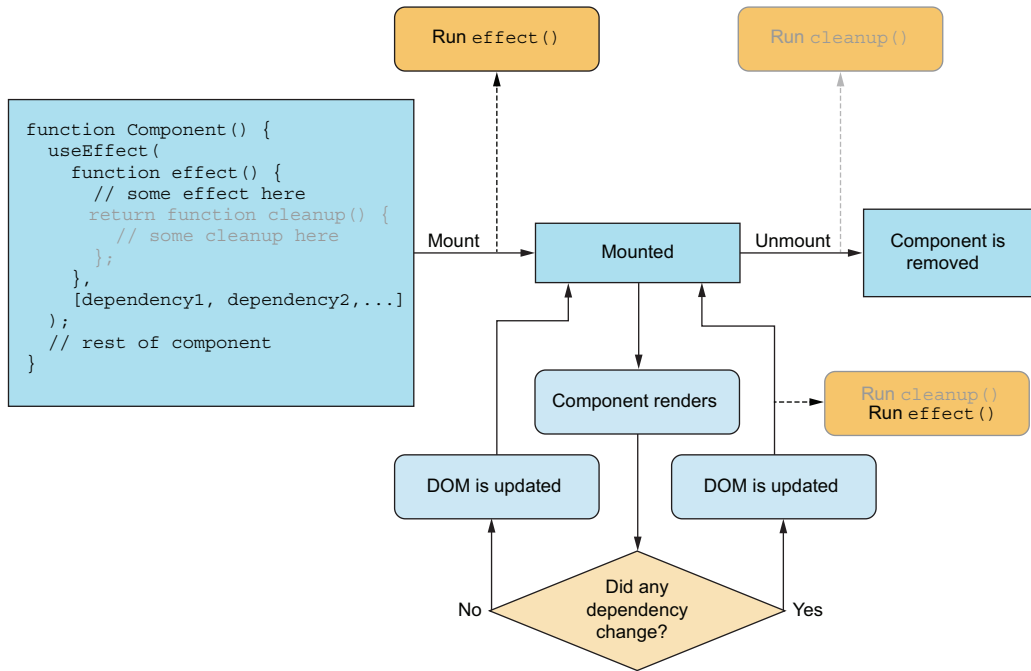 Run effect()
Run cleanup()
function Component() {
  useEffect(
    function effect() {
      // some effect here
      return function cleanup() {
        // some cleanup here
      };
    },
    [dependency1, dependency2,...]
  );
  // rest of component
}
Mount
Mounted
Unmount
Component is
removed
Component renders
Run cleanup()
Run effect()
DOM is updated
DOM is updated
Did any
dependency
change?
No
Yes